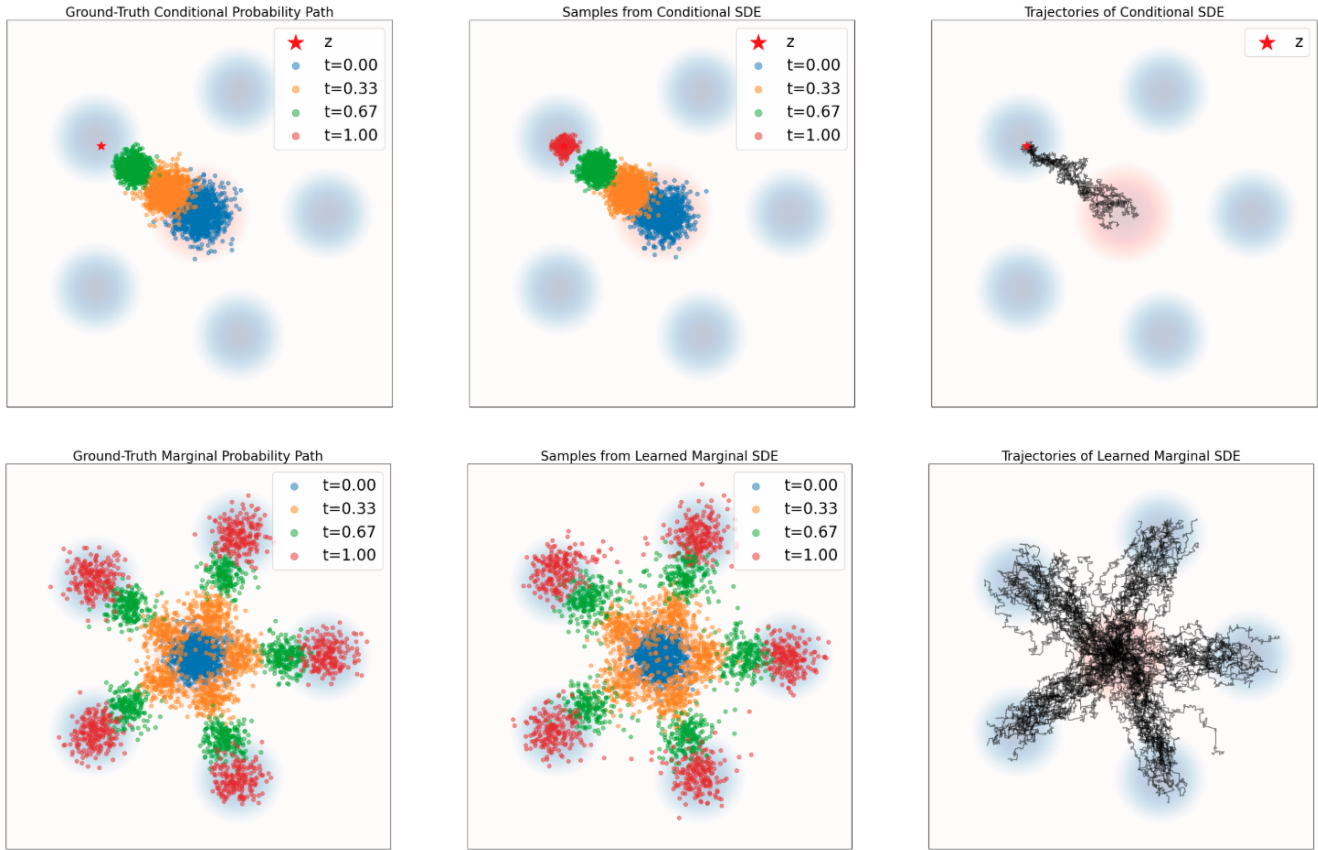 Ground-Truth Conditional Probability Path
z
t=0.00
t=0.33
t=0.67
t=1.00
Samples from Conditional SDE
z
t=0.00
t=0.33
t=0.67
t=1.00
Trajectories of Conditional SDE
z
Ground-Truth Marginal Probability Path
t=0.00
t=0.33
t=0.67
t=1.00
Samples from Learned Marginal SDE
t=0.00
t=0.33
t=0.67
t=1.00
Trajectories of Learned Marginal SDE